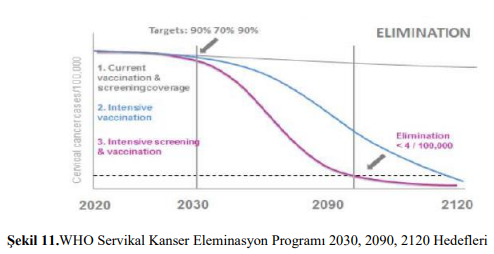 Targets: 90% 70% 90%
ELIMINATION
Cervical cancer cases/100,000
1. Current
vaccination &
screeningcoverage
2. Intensive
vaccination
3. Intensive screening
& vaccination
Elimination
< 4 / 100,000
2020
2030
2090
2120
Şekil 11.WHO Servikal Kanser Eleminasyon Programı 2030, 2090, 2120 Hedefleri